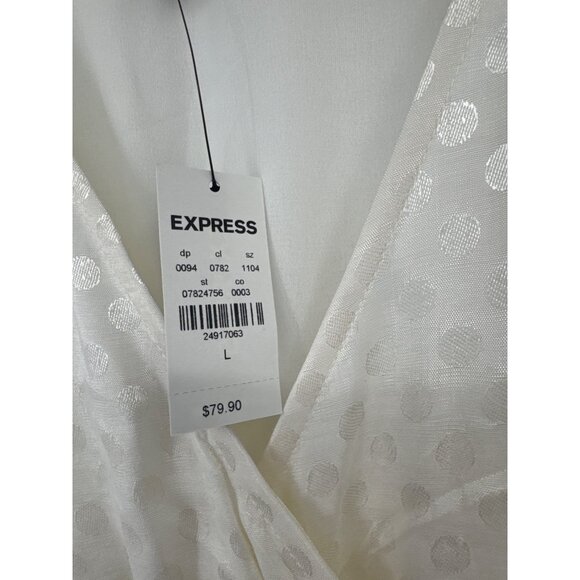 EXPRESS
dp cl sz
0094 0782 1104
st co
07824756 0003
24917063
L
$79.90